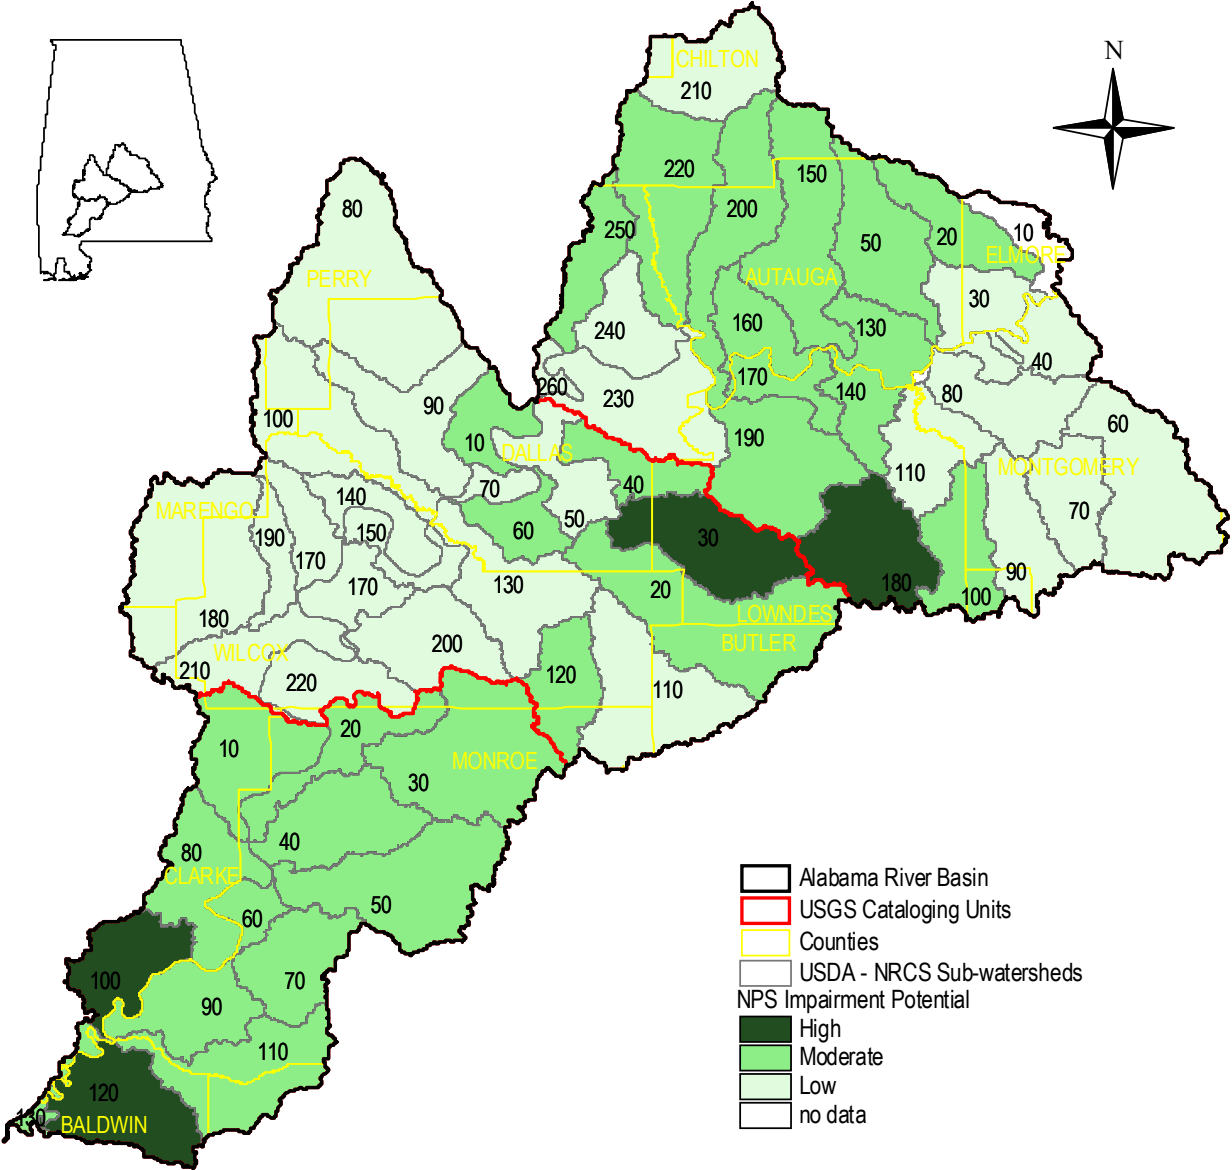 N
CHILTON
210
220
150
200
80
250
50
20
10
ELMORE
PERRY
AUTAUGA
30
240
160
130
40
260
230
170
140
80
90
100
60
10
DALLAS
190
110
MONTGOMERY
70
40
140
MARENGO
70
50
60
190
150
170
30
90
180
100
170
130
20
180
LOWNDES
WILCOX
200
BUTLER
210
220
120
110
10
20
MONROE
30
40
80
CLARKE
50
60
100
70
90
110
120
130
BALDWIN
Alabama River Basin
USGS Cataloging Units
Counties
USDA - NRCS Sub-watersheds
NPS Impairment Potential
High
Moderate
Low
no data